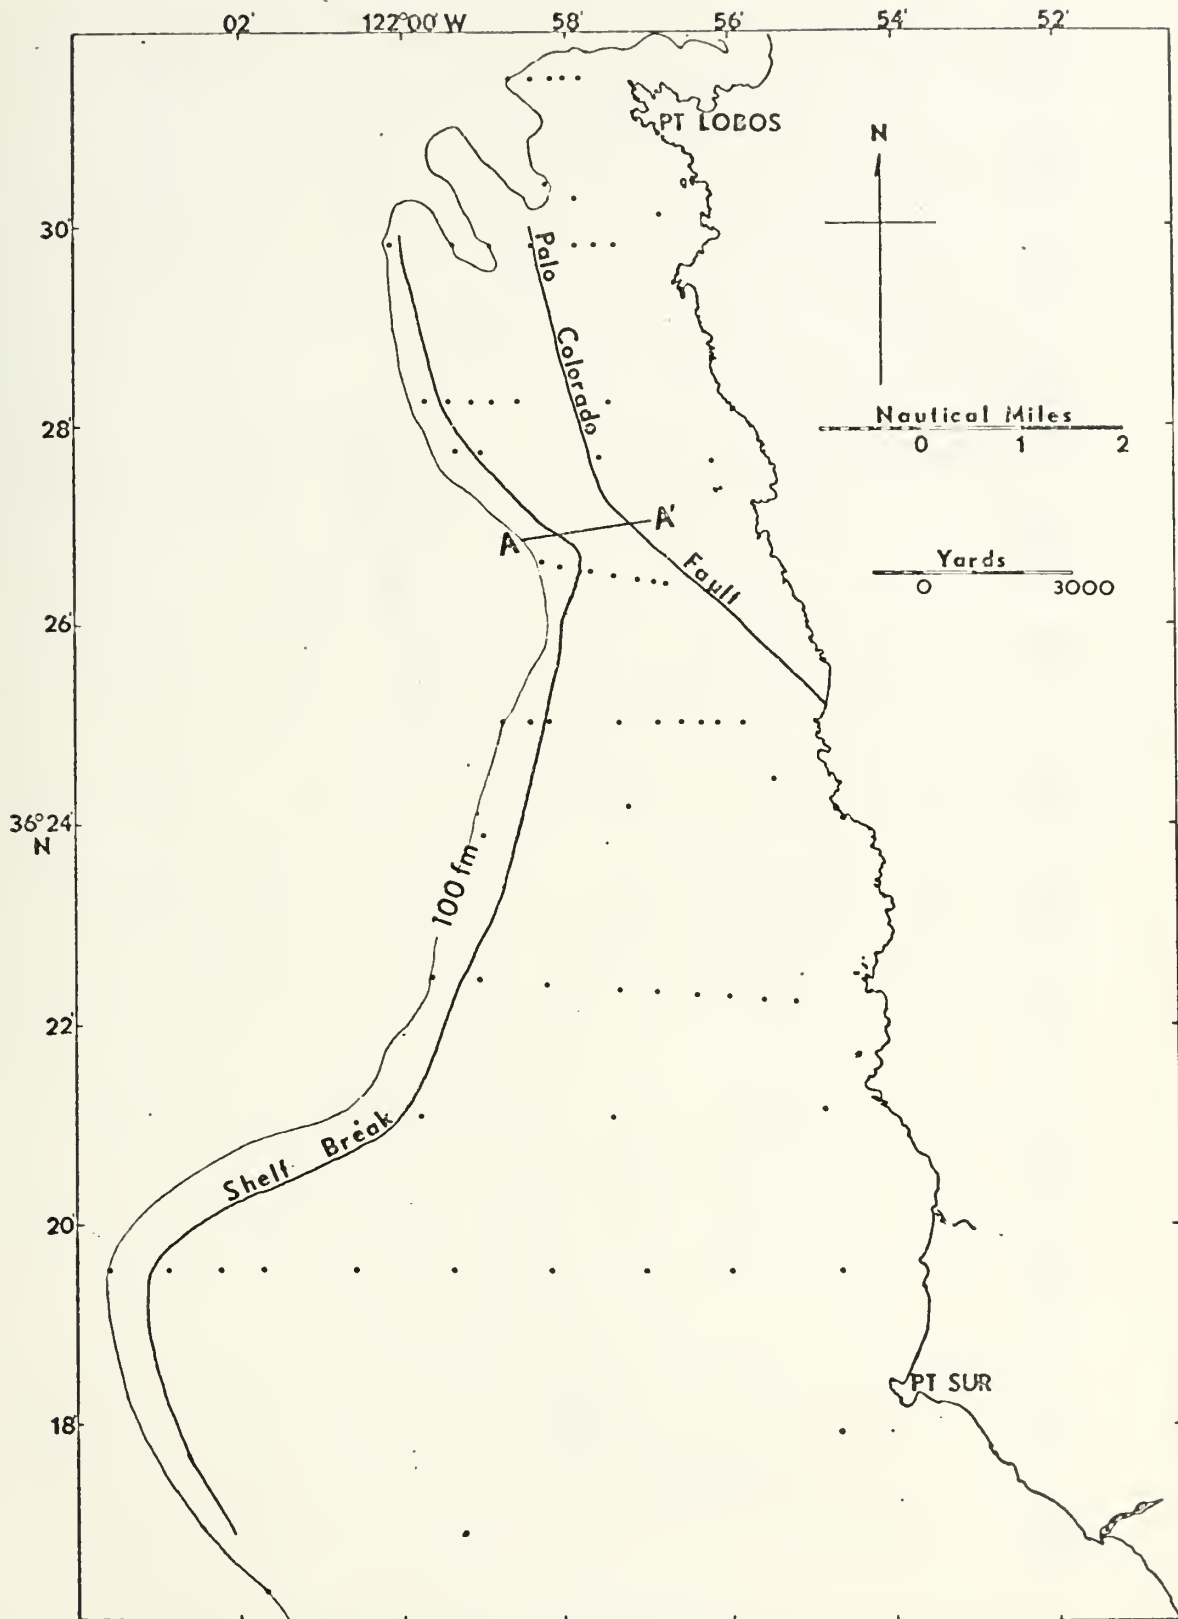 02' 122°00' W 58' 56' 54' 52'
PT LOBOS
N
30'
Palo
Colorado
Fault
28'
Nautical Miles
0 1 2
A A'
Yards
0 3000
26'
36°24'
N
100 fm
22'
Shelf Break
20'
PT SUR
18'